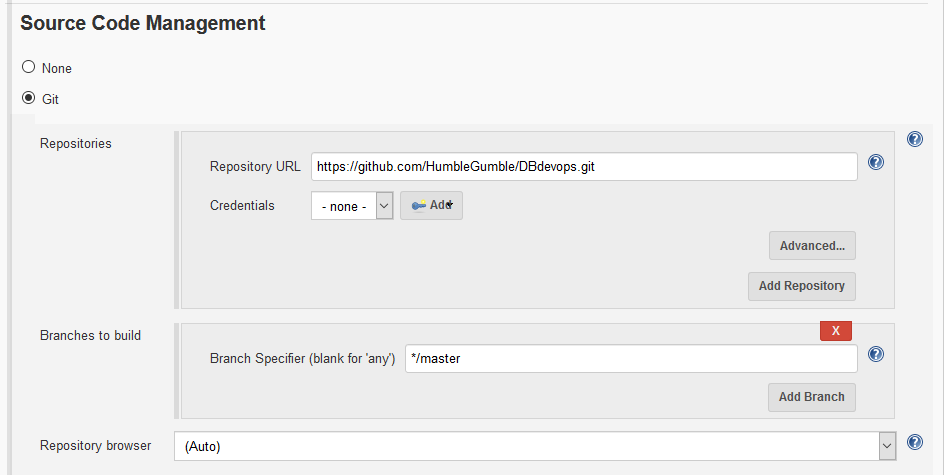 Source Code Management
None
Git
Repositories
Repository URL https://github.com/HumbleGumble/DBdevops.git
Credentials - none - Add
Advanced...
Add Repository
Branches to build
X
Branch Specifier (blank for 'any') */master
Add Branch
Repository browser (Auto)